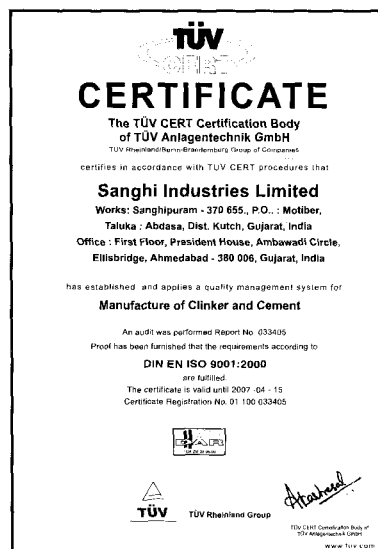 TÜV
CERT
CERTIFICATE
The TÜV CERT Certification Body
of TÜV Anlagentechnik GmbH
TÜV Rheinland/Berlin-Brandenburg Group of Companies
certifies in accordance with TÜV CERT procedures that
Sanghi Industries Limited
Works: Sanghipuram - 370 655., P.O.. : Motiber,
Taluka : Abdasa, Dist. Kutch, Gujarat, India
Office : First Floor, President House, Ambawadi Circle,
Ellisbridge, Ahmedabad - 380 006, Gujarat, India
has established and applies a quality management system for
Manufacture of Clinker and Cement
An audit was performed Report No. 033405
Proof has been furnished that the requirements according to
DIN EN ISO 9001:2000
are fulfilled.
The certificate is valid until 2007 -04 - 15
Certificate Registration No. 01 100 033405
TÜV
TÜV Rheinland Group
TÜV CERT Certification Body of
TÜV Anlagentechnik GmbH
www.tuv.com